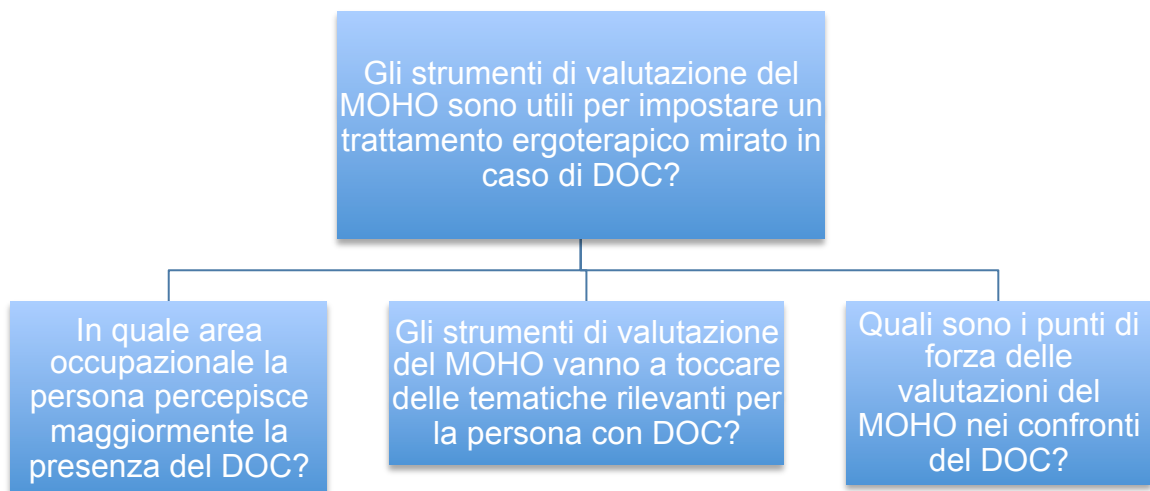 Gli strumenti di valutazione del
MOHO sono utili per impostare un
trattamento ergoterapico mirato in
caso di DOC?
In quale area
occupazionale la
persona percepisce
maggiormente la
presenza del DOC?
Gli strumenti di valutazione
del MOHO vanno a toccare
delle tematiche rilevanti per
la persona con DOC?
Quali sono i punti di
forza delle
valutazioni del
MOHO nei confronti
del DOC?